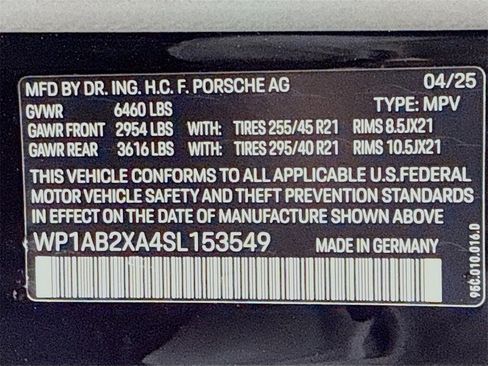 MFD BY DR. ING. H.C. F. PORSCHE AG 04/25
GVWR 6460 LBS TYPE: MPV
GAWR FRONT 2954 LBS WITH: TIRES 255/45 R21 RIMS 8.5JX21
GAWR REAR 3616 LBS WITH: TIRES 295/40 R21 RIMS 10.5JX21
THIS VEHICLE CONFORMS TO ALL APPLICABLE U.S.FEDERAL
MOTOR VEHICLE SAFETY AND THEFT PREVENTION
STANDARDS IN EFFECT ON THE DATE OF MANUFACTURE SHOWN ABOVE
WP1AB2XA4SL153549 MADE IN GERMANY
95C.010.016.D